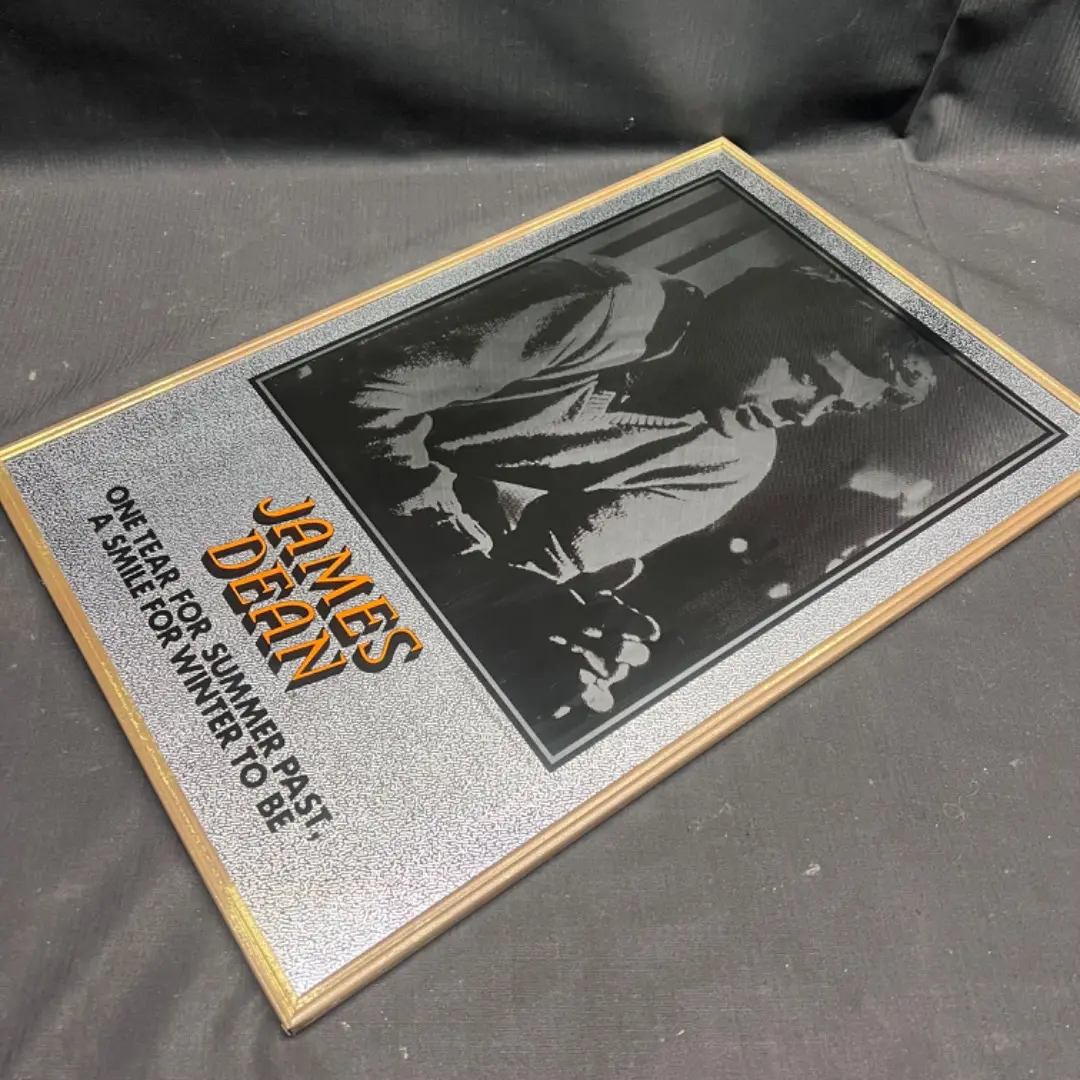 JAMES
DEAN
ONE TEAR FOR SUMMER PAST,
A SMILE FOR WINTER TO BE